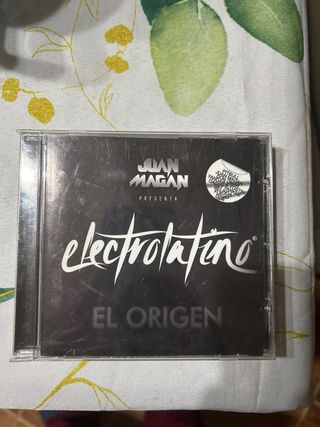 JUAN
MAGAN
PRESENTA
electrolatino®
EL ORIGEN